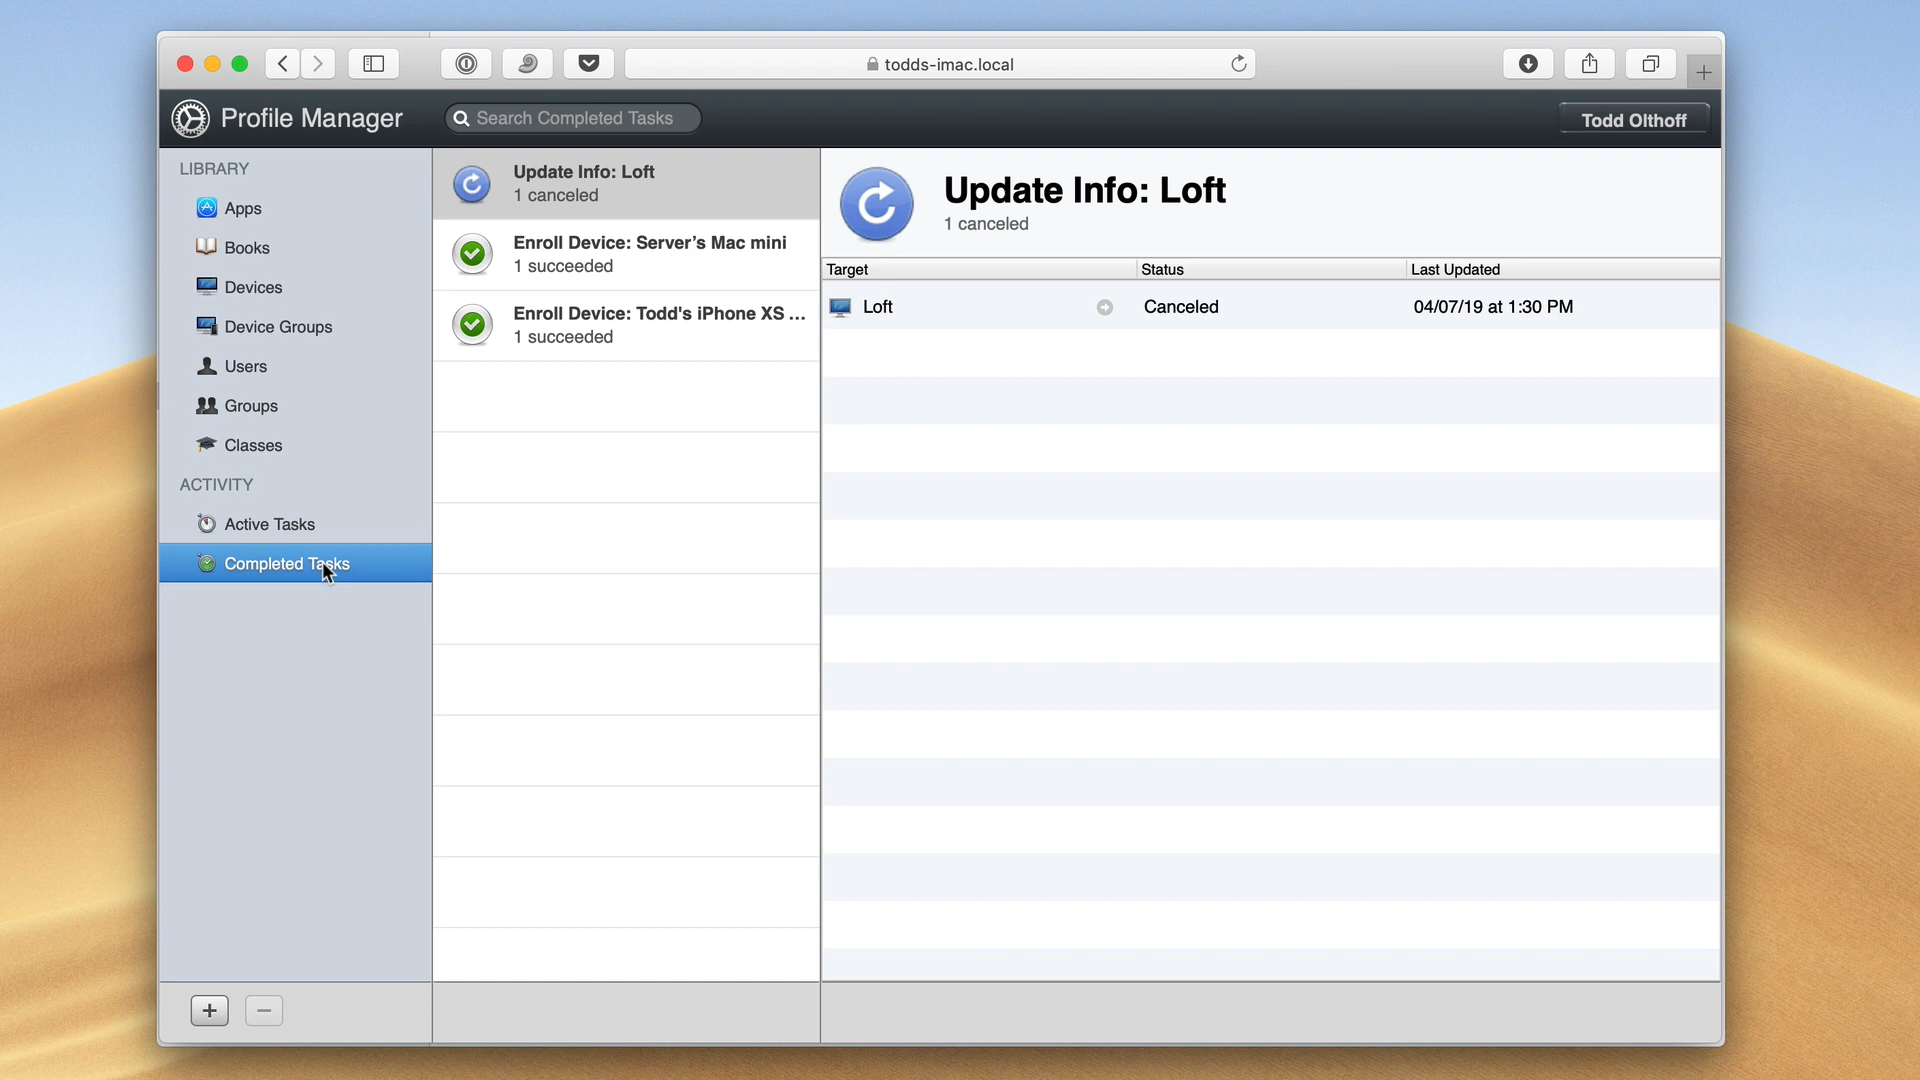 todds-imac.local
Profile Manager
Search Completed Tasks
Todd Olthoff
LIBRARY
Apps
Books
Devices
Device Groups
Users
Groups
Classes
ACTIVITY
Active Tasks
Completed Tasks
Update Info: Loft
1 canceled
Enroll Device: Server’s Mac mini
1 succeeded
Enroll Device: Todd's iPhone XS ...
1 succeeded
Update Info: Loft
1 canceled
Target Status Last Updated
Loft Canceled 04/07/19 at 1:30 PM